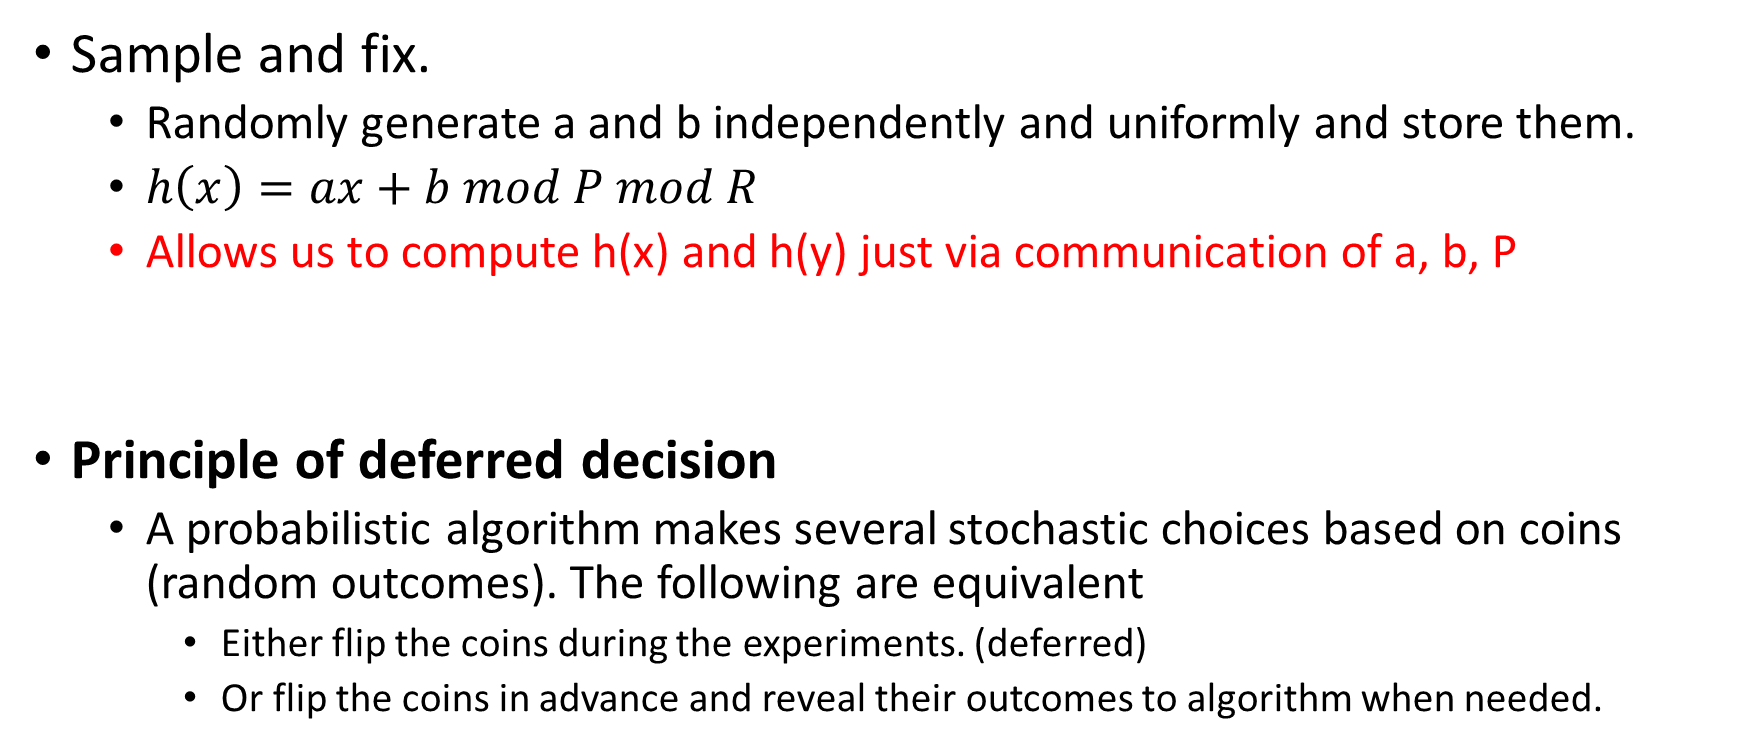 • Sample and fix.
• Randomly generate a and b independently and uniformly and store them.
• h(x) = ax + b mod P mod R
• Allows us to compute h(x) and h(y) just via communication of a, b, P
• Principle of deferred decision
• A probabilistic algorithm makes several stochastic choices based on coins
(random outcomes). The following are equivalent
• Either flip the coins during the experiments. (deferred)
• Or flip the coins in advance and reveal their outcomes to algorithm when needed.